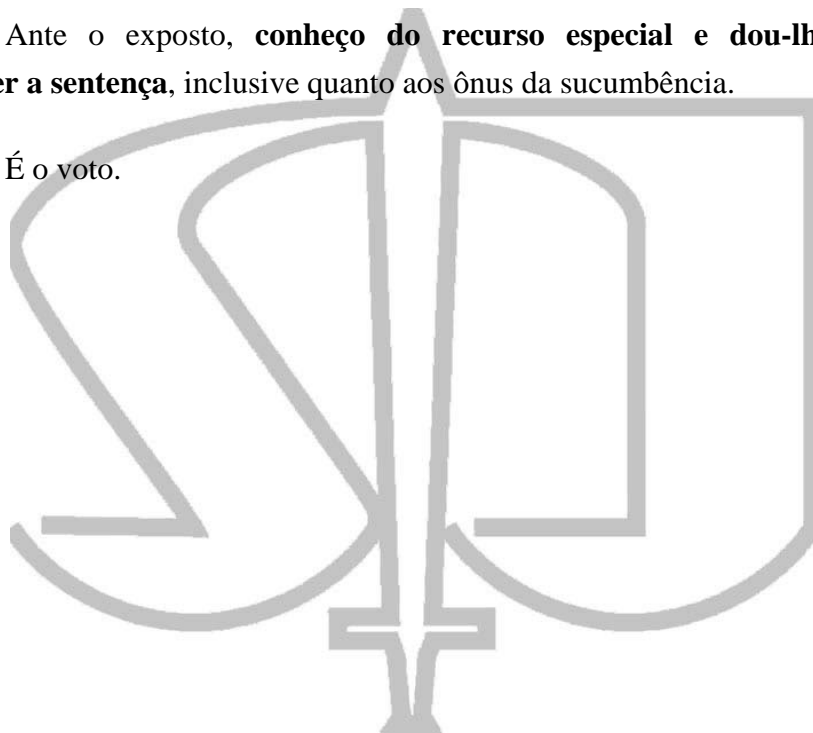 Ante o exposto, conheço do recurso especial e dou-lh
er a sentença, inclusive quanto aos ônus da sucumbência.
É o voto.